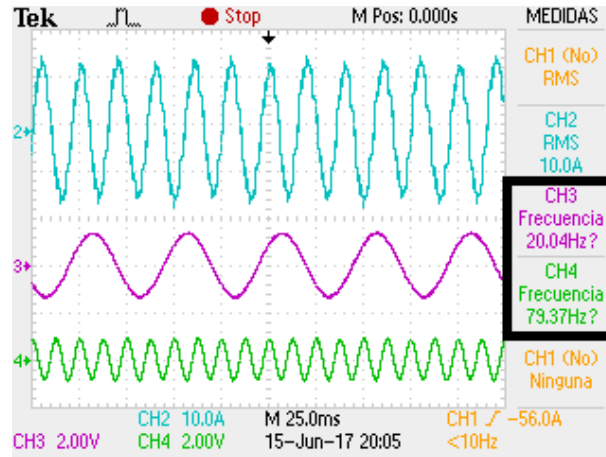 Tek Stop M Pos: 0.000s MEDIDAS
CH1 (No)
RMS
CH2
RMS
10.0A
CH3
Frecuencia
20.04Hz?
CH4
Frecuencia
79.37Hz?
CH1 (No)
Ninguna
2
3
4
CH2 10.0A M 25.0ms CH1 -56.0A
CH3 2.00V CH4 2.00V 15-Jun-17 20:05 <10Hz